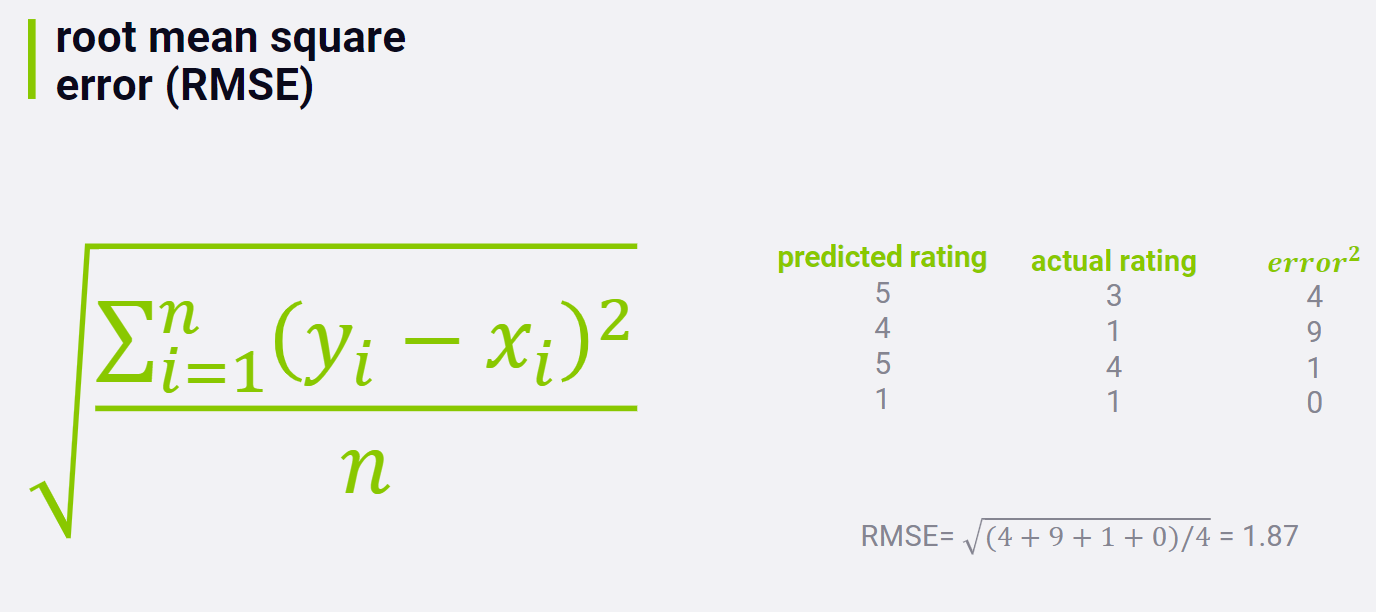 root mean square
error (RMSE)
√(∑ⁿᵢ₌₁(yᵢ − xᵢ)² / n)
predicted rating actual rating error²
5 3 4
4 1 9
5 4 1
1 1 0
RMSE= √(4 + 9 + 1 + 0)/4 = 1.87